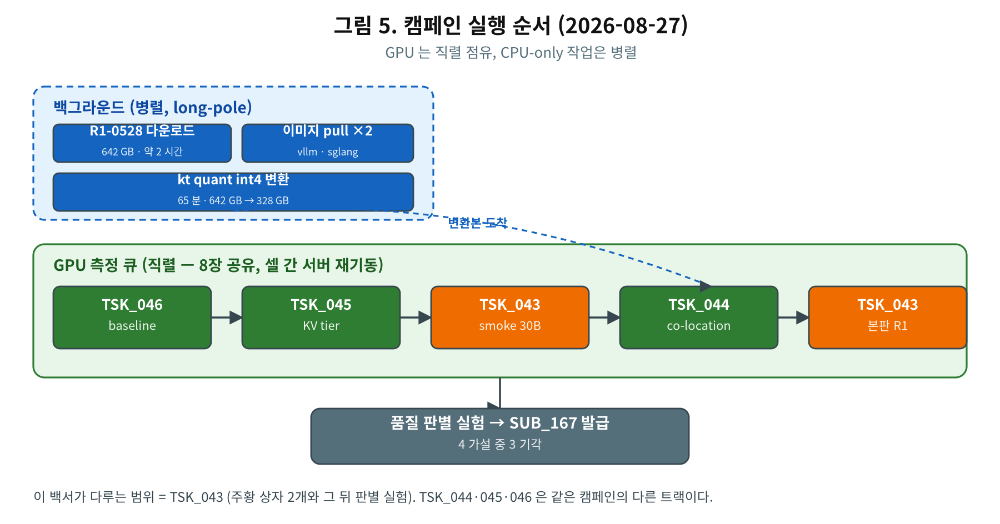 그림 5. 캠페인 실행 순서 (2026-08-27)
GPU 는 직렬 점유, CPU-only 작업은 병렬
백그라운드 (병렬, long-pole)
R1-0528 다운로드
642 GB · 약 2 시간
이미지 pull ×2
vllm · sglang
kt quant int4 변환
65 분 · 642 GB → 328 GB
변환본 도착
GPU 측정 큐 (직렬 — 8장 공유, 셀 간 서버 재기동)
TSK_046
baseline
TSK_045
KV tier
TSK_043
smoke 30B
TSK_044
co-location
TSK_043
본판 R1
품질 판별 실험 → SUB_167 발급
4 가설 중 3 기각
이 백서가 다루는 범위 = TSK_043 (주황 상자 2개와 그 뒤 판별 실험). TSK_044·045·046 은 같은 캠페인의 다른 트랙이다.